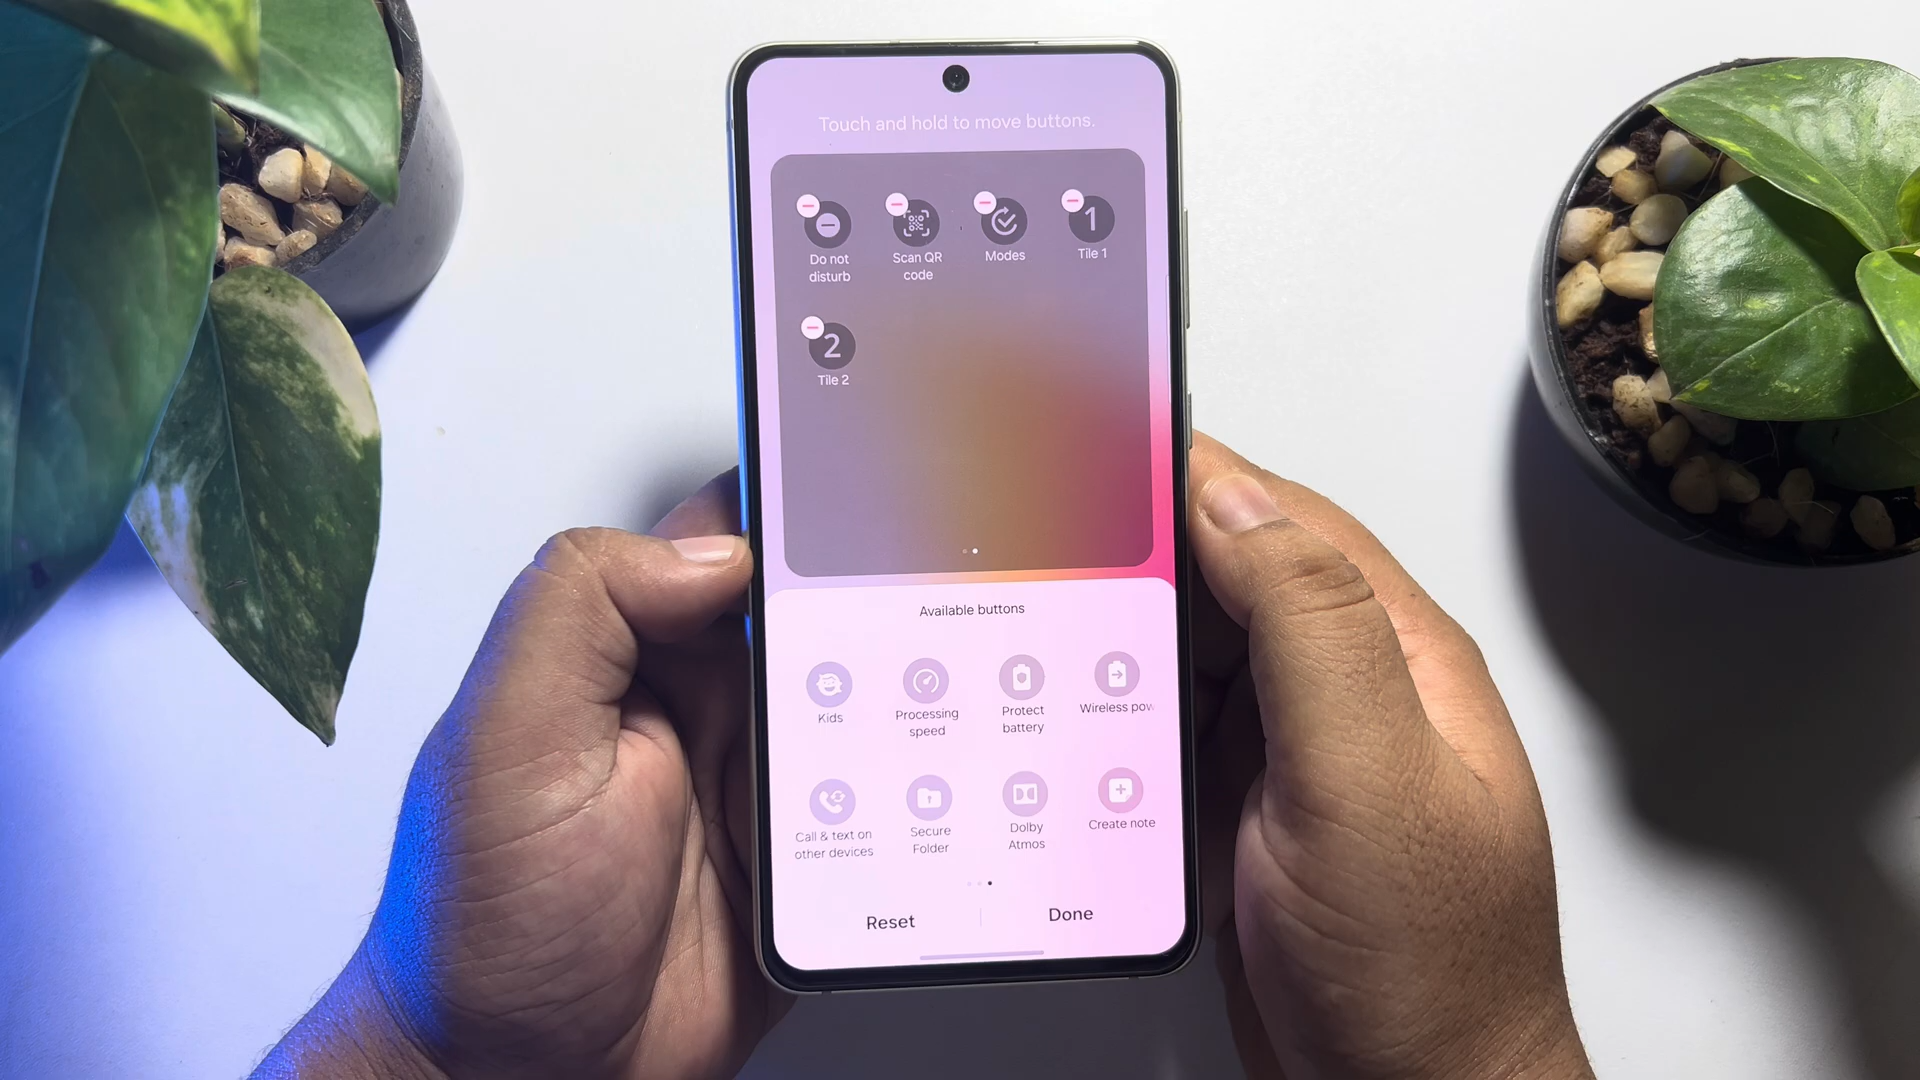 Touch and hold to move buttons.
Do not
disturb
Scan QR
code
Modes
1
Tile 1
2
Tile 2
Available buttons
Kids
Processing
speed
Protect
battery
Wireless pow
Call & text on
other devices
Secure
Folder
Dolby
Atmos
Create note
Reset
Done